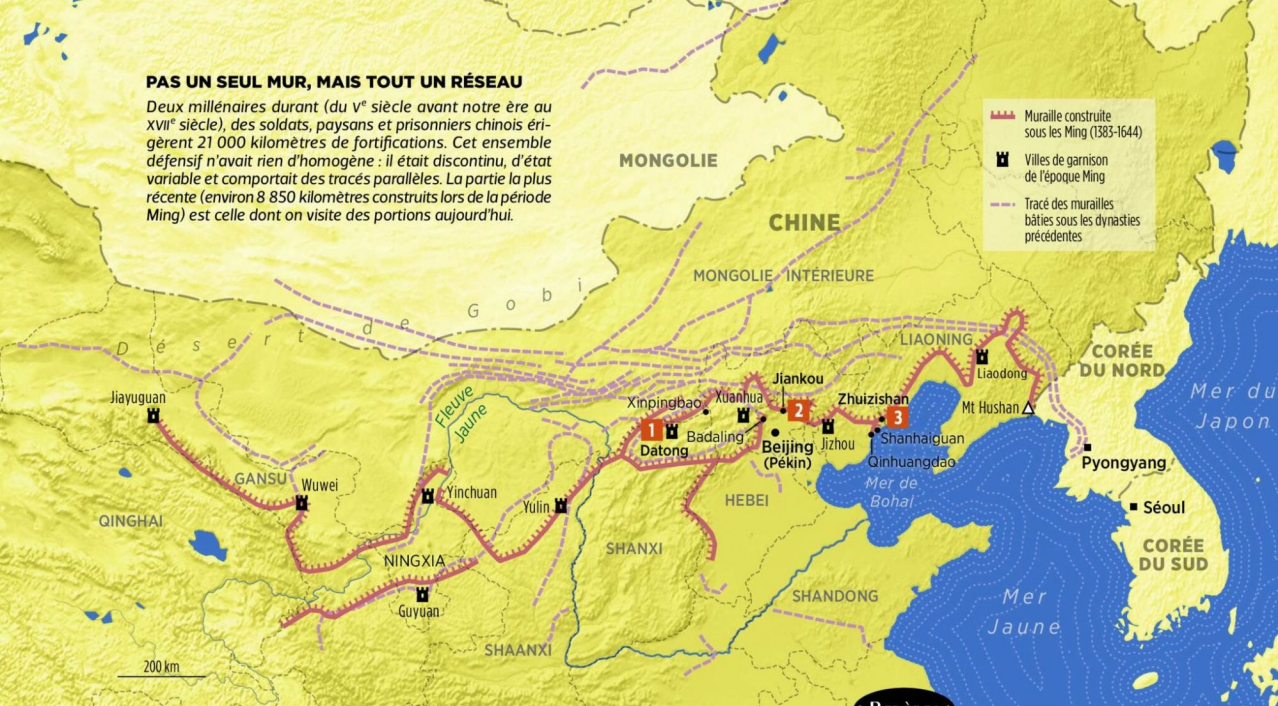 PAS UN SEUL MUR, MAIS TOUT UN RÉSEAU
Deux millénaires durant (du Vᵉ siècle avant notre ère au
XVIIᵉ siècle), des soldats, paysans et prisonniers chinois éri-
gèrent 21 000 kilomètres de fortifications. Cet ensemble
défensif n'avait rien d'homogène : il était discontinu, d'état
variable et comportait des tracés parallèles. La partie la plus
récente (environ 8 850 kilomètres construits lors de la période
Ming) est celle dont on visite des portions aujourd'hui.
Muraille construite
sous les Ming (1383-1644)
Villes de garnison
de l'époque Ming
Tracé des murailles
bâties sous les dynasties
précédentes
MONGOLIE
CHINE
MONGOLIE INTÉRIEURE
Désert de Gobi
LIAONING
CORÉE
DU NORD
Mer du
Japon
Jiayuguan
Fleuve
Jaune
Xinpingbao
Xuanhua
Jiankou
Zhuizishan
Liaodong
Mt Hushan
1
2
3
Datong
Badaling
Beijing
(Pékin)
Jizhou
Shanhaiguan
Qinhuangdao
Pyongyang
GANSU
Wuwei
Yinchuan
Yulin
HEBEI
Mer de
Bohai
Séoul
QINGHAI
NINGXIA
SHANXI
CORÉE
DU SUD
Guyuan
SHANDONG
Mer
Jaune
SHAANXI
200 km